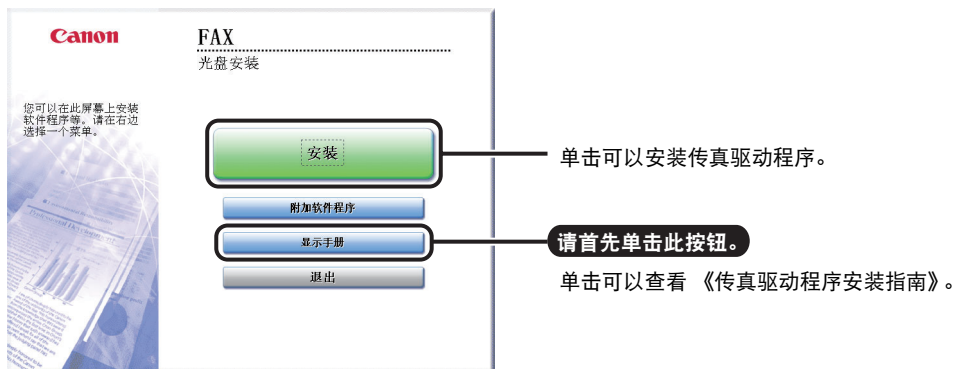 Canon
FAX
光盘安装
您可以在此屏幕上安装
软件程序等。请在右边
选择一个菜单。
安装
单击可以安装传真驱动程序。
附加软件程序
显示手册
请首先单击此按钮。
单击可以查看 《传真驱动程序安装指南》。
退出